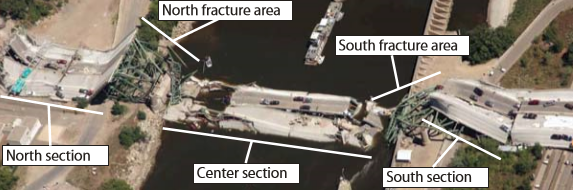 North fracture area
South fracture area
North section
Center section
South section